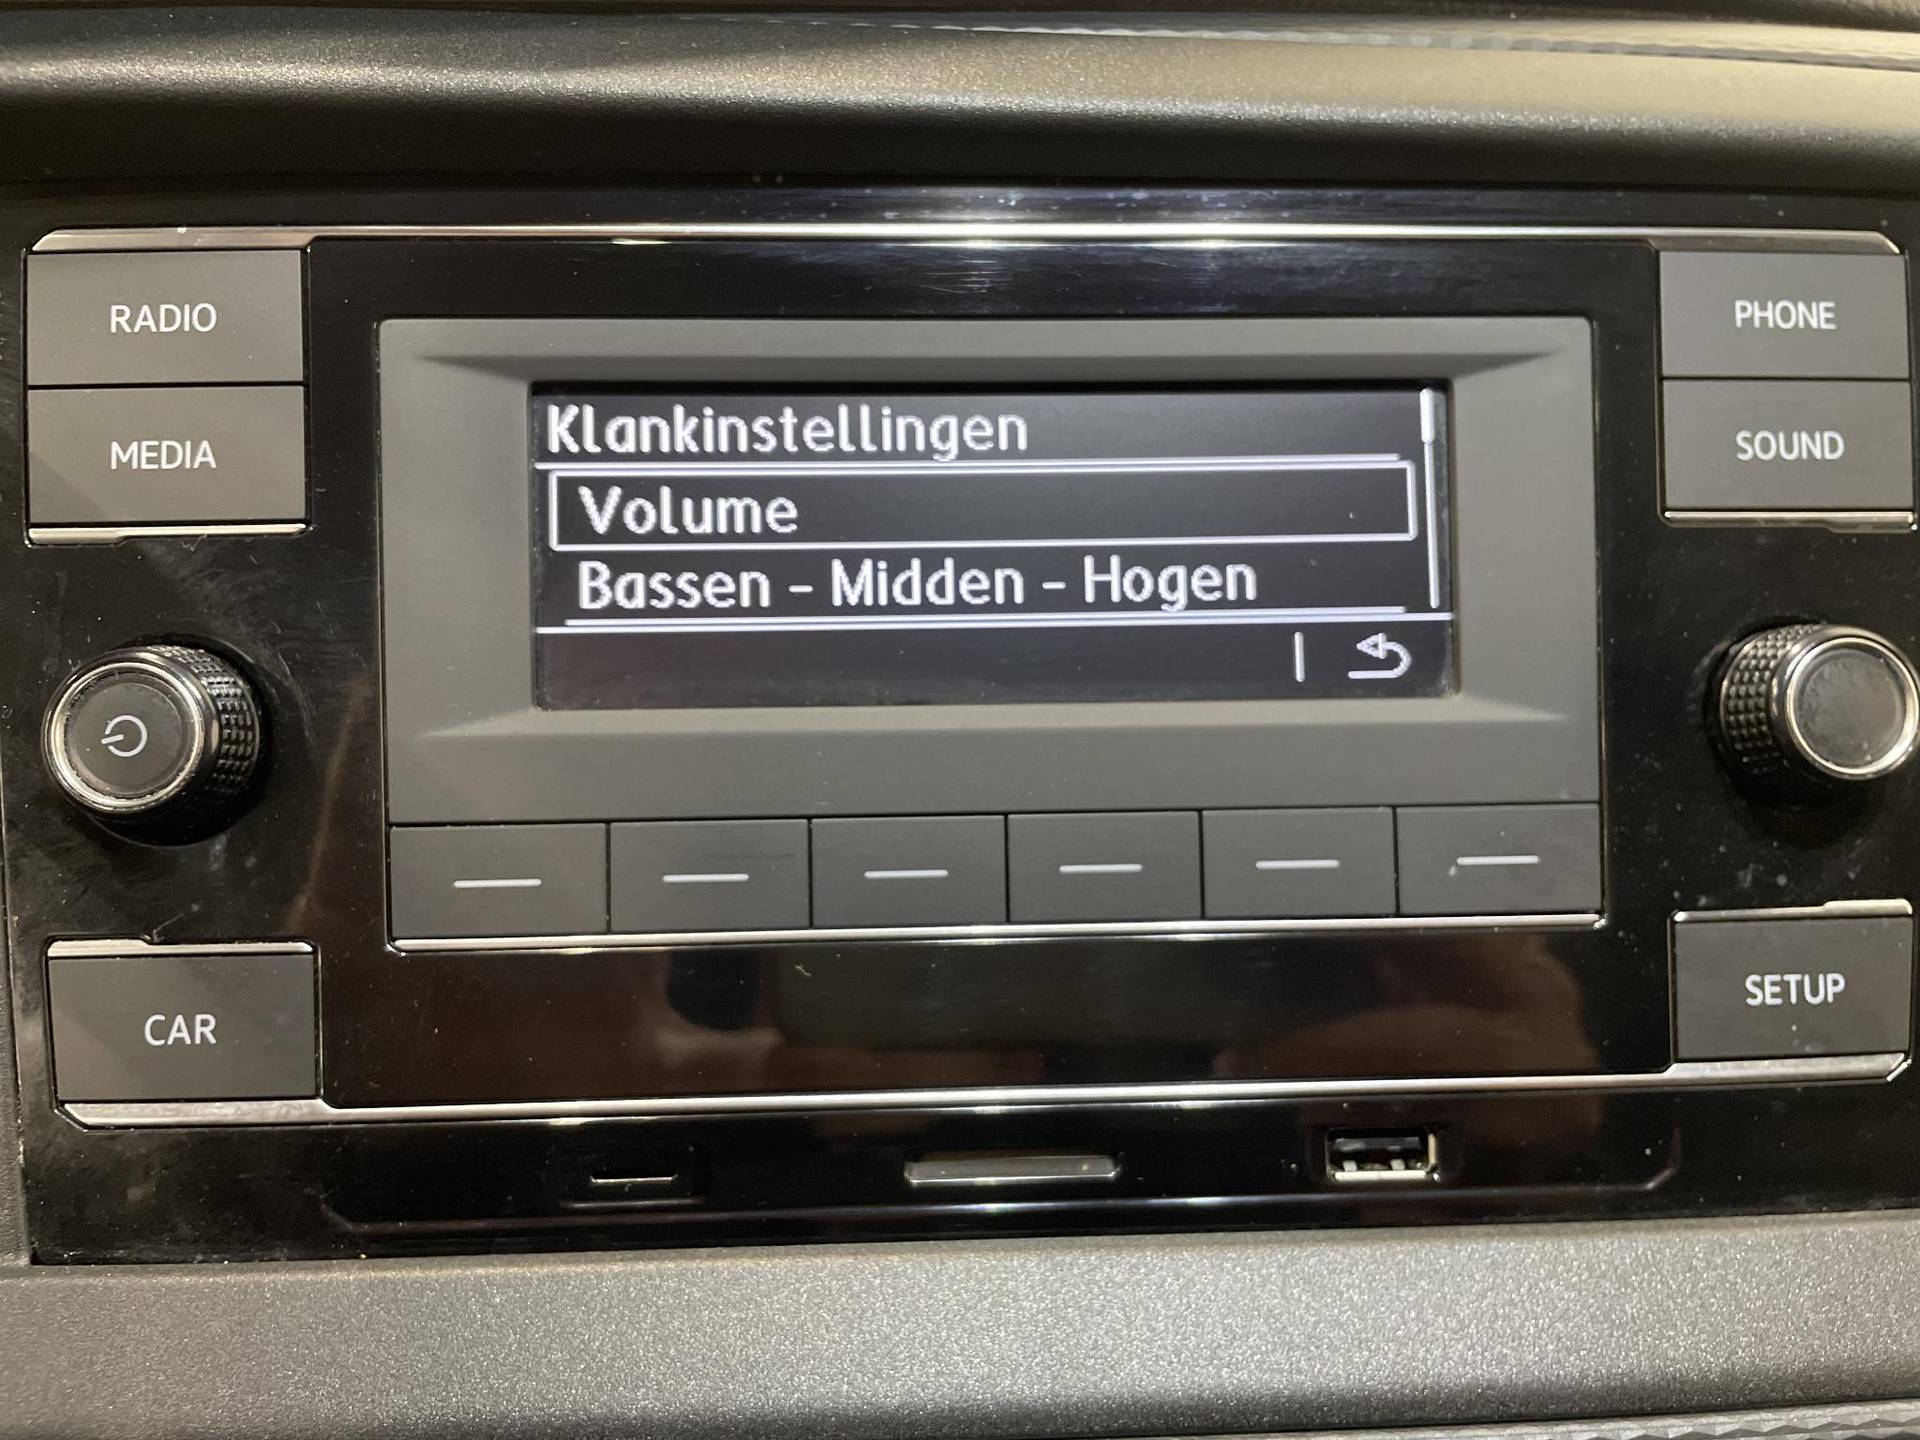 RADIO
MEDIA
Klankinstellingen
Volume
Bassen - Midden - Hogen
PHONE
SOUND
CAR
SETUP